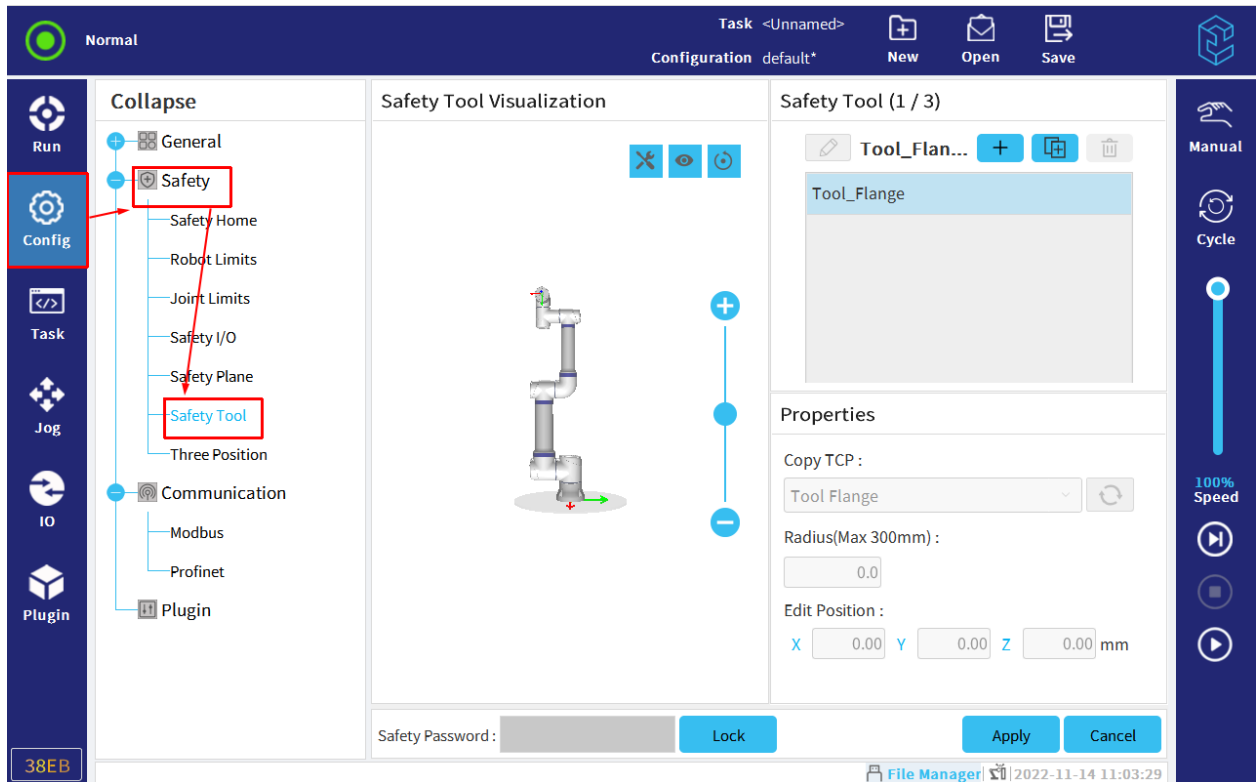 Normal
Task <Unnamed>
Configuration default*
New
Open
Save
Run
Config
Task
Jog
IO
Plugin
38EB
Collapse
General
Safety
Safety Home
Robot Limits
Joint Limits
Safety I/O
Safety Plane
Safety Tool
Three Position
Communication
Modbus
Profinet
Plugin
Safety Tool Visualization
Safety Tool (1 / 3)
Tool_Flan...
Tool_Flange
Properties
Copy TCP :
Tool Flange
Radius(Max 300mm) :
0.0
Edit Position :
X 0.00 Y 0.00 Z 0.00 mm
Safety Password :
Lock
Apply
Cancel
Manual
Cycle
100%
Speed
File Manager
2022-11-14 11:03:29